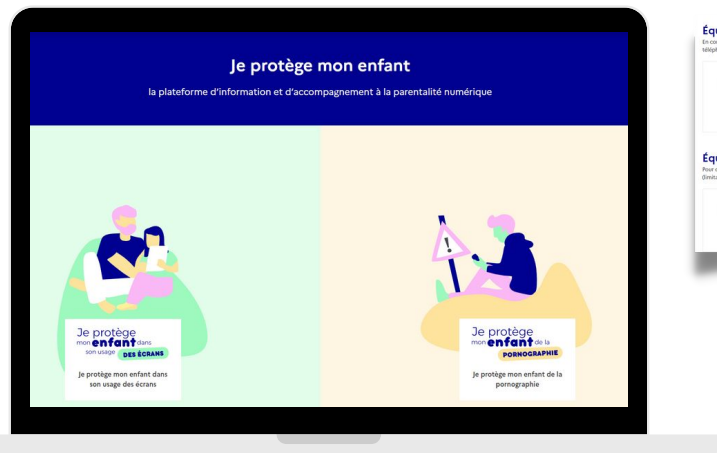 Je protège mon enfant
la plateforme d'information et d'accompagnement à la parentalité numérique
Je protège
mon enfant dans
son usage DES ÉCRANS
Je protège mon enfant dans
son usage des écrans
!
Je protège
mon enfant de la
PORNOGRAPHIE
Je protège mon enfant de la
pornographie